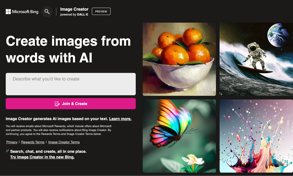 Microsoft Bing
Image Creator
powered by DALL·E
PREVIEW
Create images from
words with AI
Describe what you'd like to create
Join & Create
Image Creator generates AI images based on your text. Learn more.
You will receive emails about Microsoft Rewards, which include offers about Microsoft
and partner products. You will also receive notifications about Bing Image Creator. By
continuing, you agree to the Rewards Terms and Image Creator Terms below.
Privacy | Rewards Terms | Image Creator Terms
Search, chat, and create, all in one place.
Try Image Creator in the new Bing.